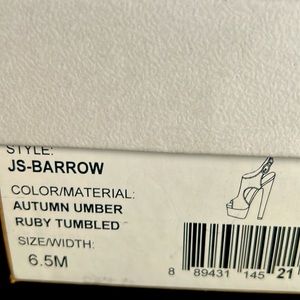 STYLE:
JS-BARROW
COLOR/MATERIAL:
AUTUMN UMBER
RUBY TUMBLED
SIZE/WIDTH:
6.5M
8 89431 145 21